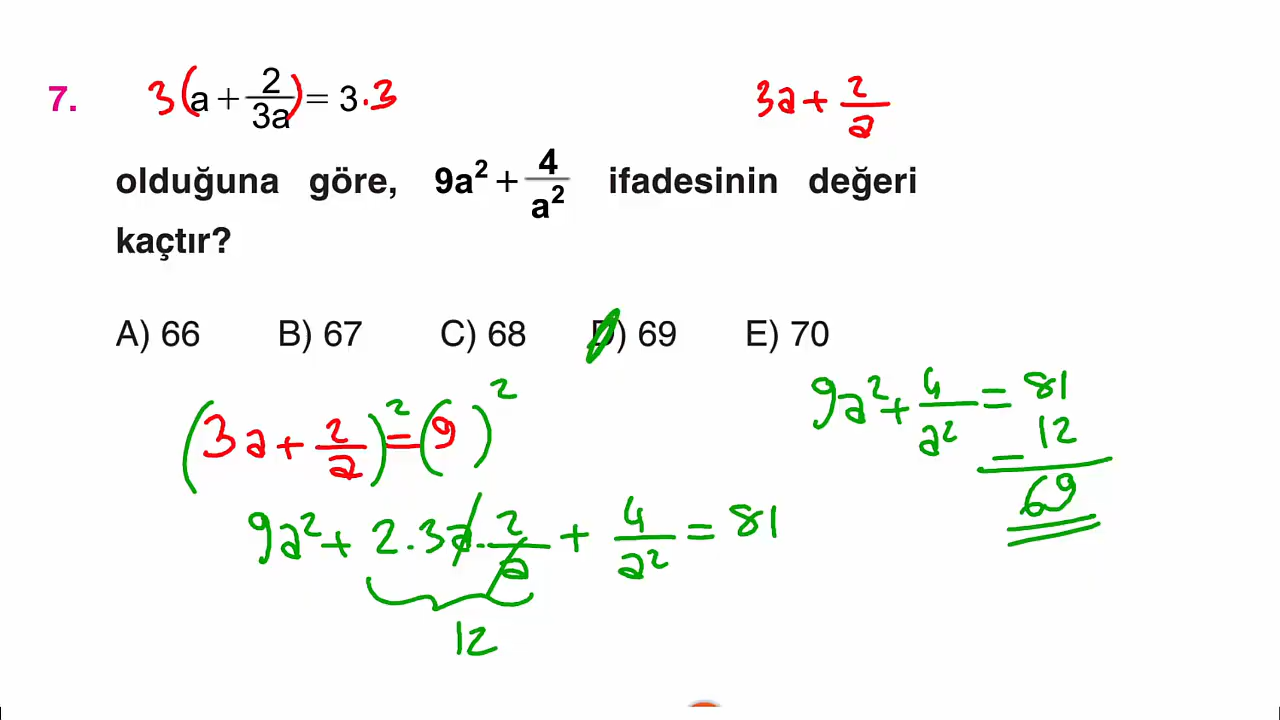 7. 3(a + 2/3a) = 3 · 3
3a + 2/a
olduğuna göre, 9a² + 4/a² ifadesinin değeri
kaçtır?
A) 66 B) 67 C) 68 D) 69 E) 70
(3a + 2/a)² = (9)²
9a² + 2.3a.2/a + 4/a² = 81
12
9a² + 4/a² = 81
- 12
69